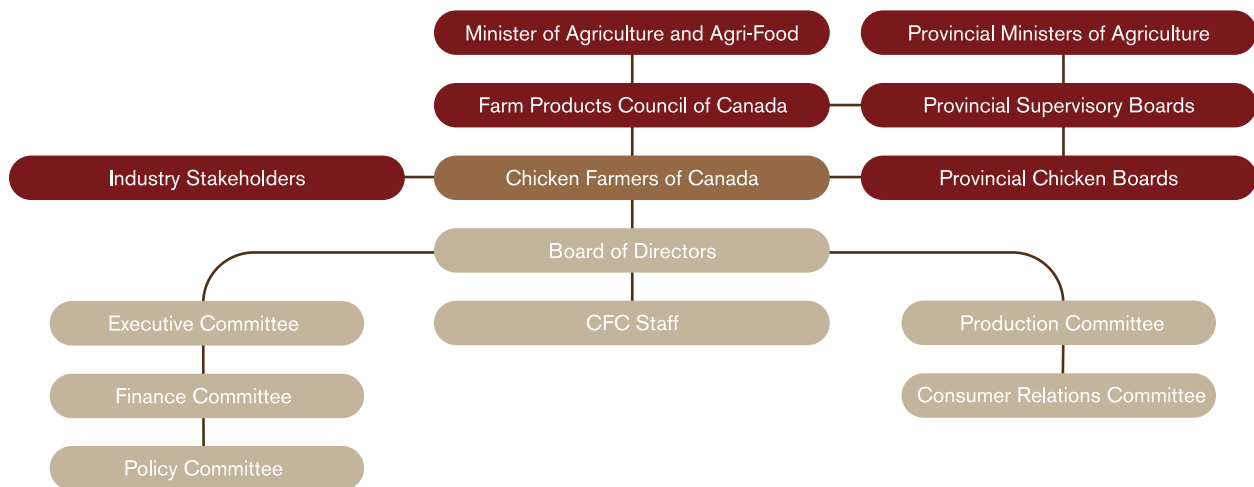 Minister of Agriculture and Agri-Food
Provincial Ministers of Agriculture
Farm Products Council of Canada
Provincial Supervisory Boards
Industry Stakeholders
Chicken Farmers of Canada
Provincial Chicken Boards
Board of Directors
Executive Committee
CFC Staff
Production Committee
Finance Committee
Consumer Relations Committee
Policy Committee